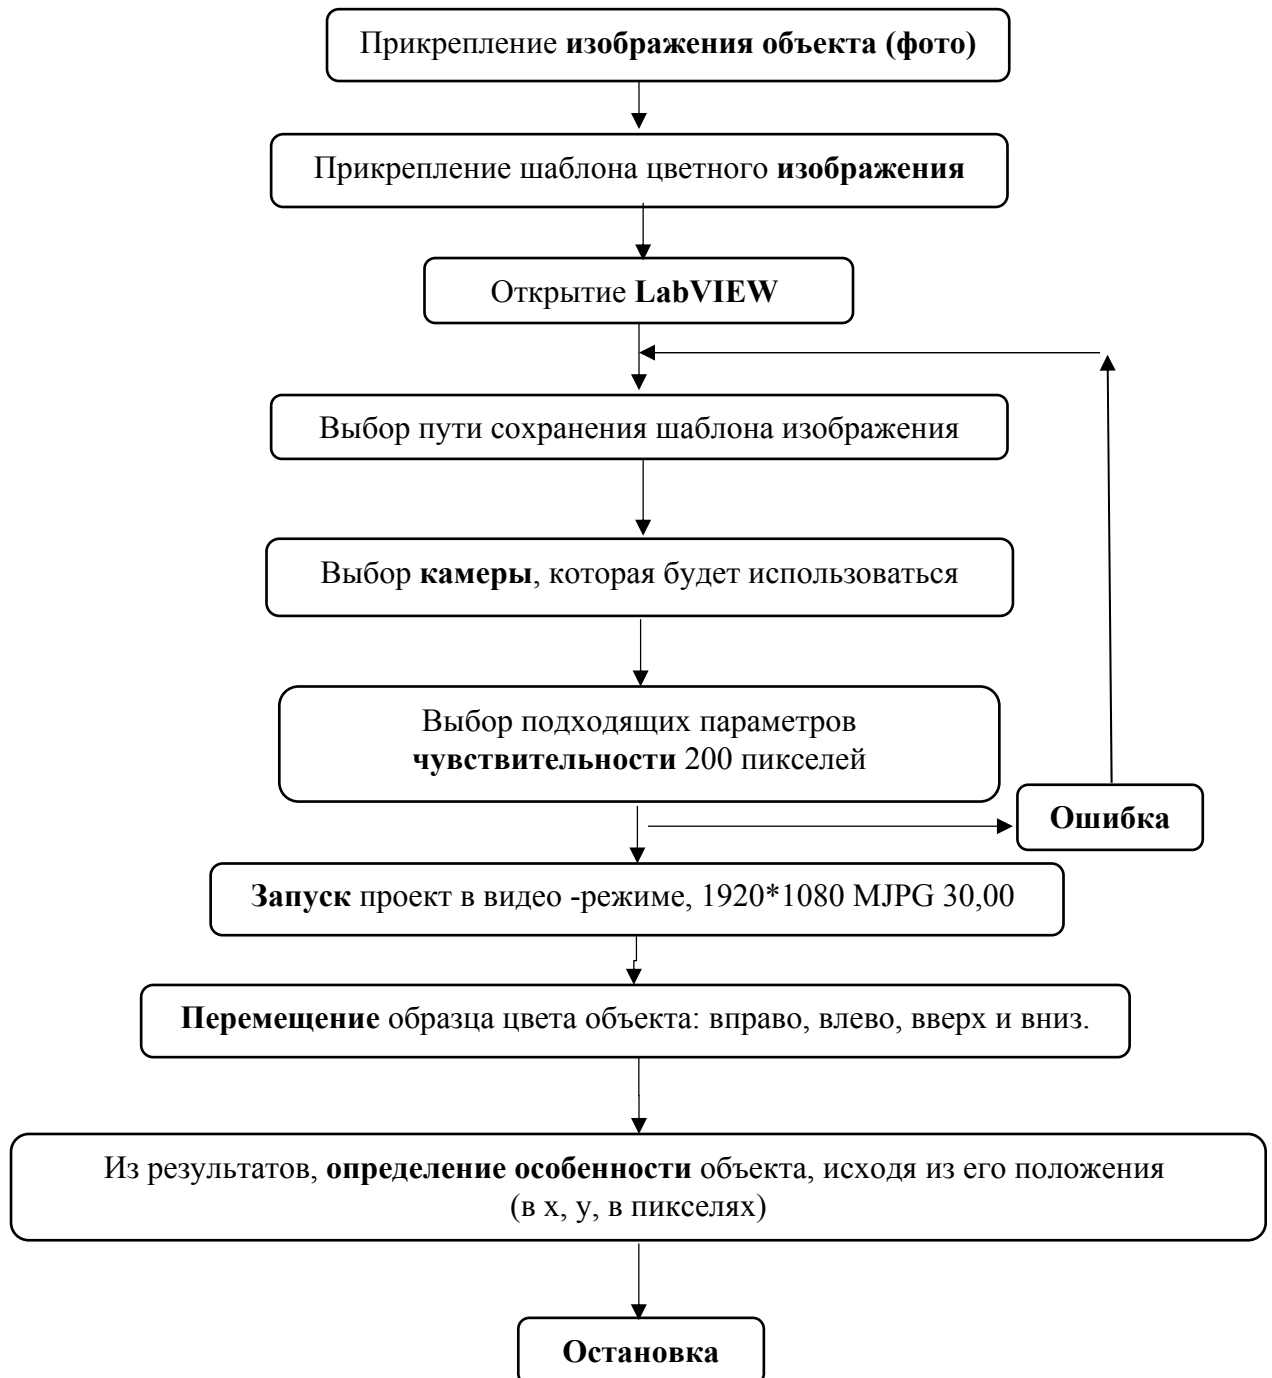 Прикрепление изображения объекта (фото)
Прикрепление шаблона цветного изображения
Открытие LabVIEW
Выбор пути сохранения шаблона изображения
Выбор камеры, которая будет использоваться
Выбор подходящих параметров
чувствительности 200 пикселей
Ошибка
Запуск проект в видео -режиме, 1920*1080 MJPG 30,00
Перемещение образца цвета объекта: вправо, влево, вверх и вниз.
Из результатов, определение особенности объекта, исходя из его положения
(в x, y, в пикселях)
Остановка